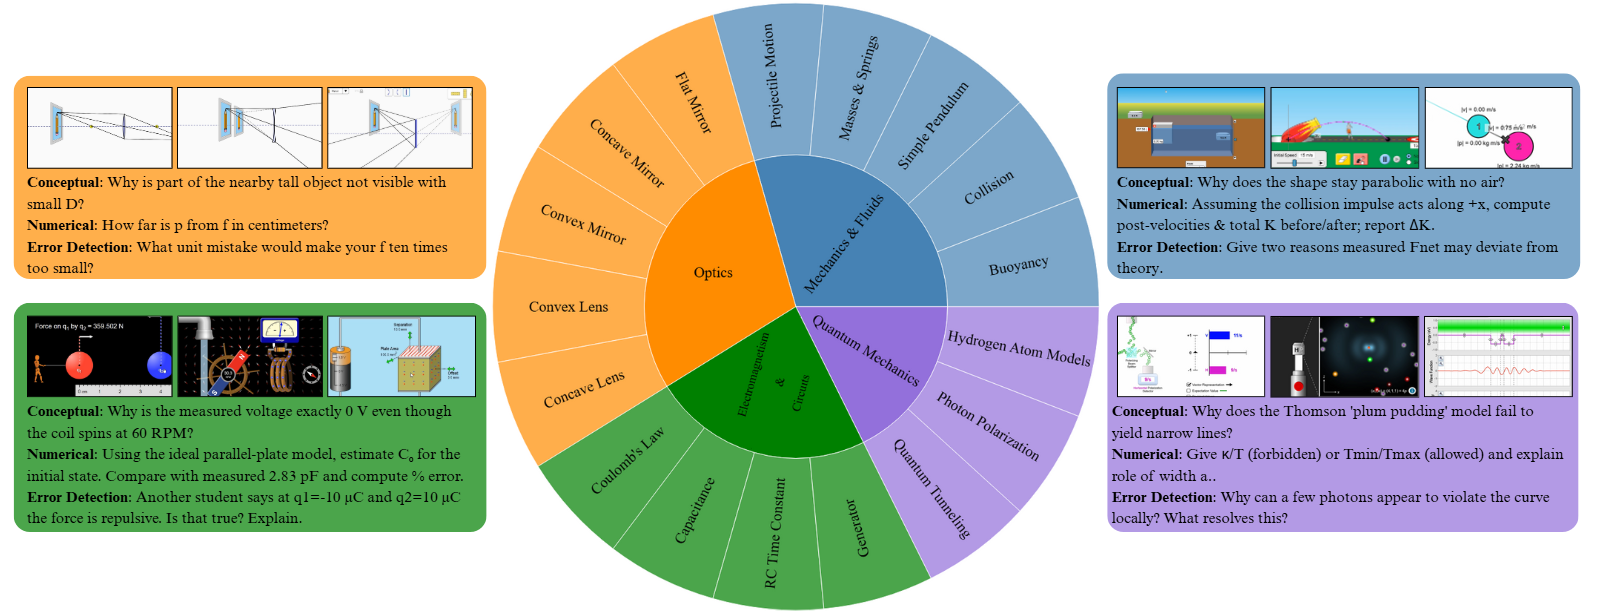 Conceptual: Why is part of the nearby tall object not visible with
small D?
Numerical: How far is p from f in centimeters?
Error Detection: What unit mistake would make your f ten times
too small?
Force on q₁ by q₂ = 359.502 N
Conceptual: Why is the measured voltage exactly 0 V even though
the coil spins at 60 RPM?
Numerical: Using the ideal parallel-plate model, estimate Cₒ for the
initial state. Compare with measured 2.83 pF and compute % error.
Error Detection: Another student says at q1=-10 μC and q2=10 μC
the force is repulsive. Is that true? Explain.
Flat Mirror
Concave Mirror
Convex Mirror
Convex Lens
Concave Lens
Optics
Projectile Motion
Masses & Springs
Simple Pendulum
Collision
Buoyancy
Mechanics & Fluids
Hydrogen Atom Models
Photon Polarization
Quantum Tunneling
Quantum Mechanics
Coulomb's Law
Capacitance
RC Time Constant
Generator
Electromagnetism
&
Circuits
|v| = 0.00 m/s
1
|p| = 0.00 kg m/s
2
|p| = 2.24 kg m/s
Initial Speed 15 m/s
Conceptual: Why does the shape stay parabolic with no air?
Numerical: Assuming the collision impulse acts along +x, compute
post-velocities & total K before/after; report ΔK.
Error Detection: Give two reasons measured Fnet may deviate from
theory.
Conceptual: Why does the Thomson 'plum pudding' model fail to
yield narrow lines?
Numerical: Give κ/T (forbidden) or Tmin/Tmax (allowed) and explain
role of width a..
Error Detection: Why can a few photons appear to violate the curve
locally? What resolves this?